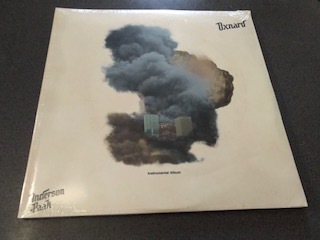 Oxnard
Instrumental Album
Anderson
.Paak